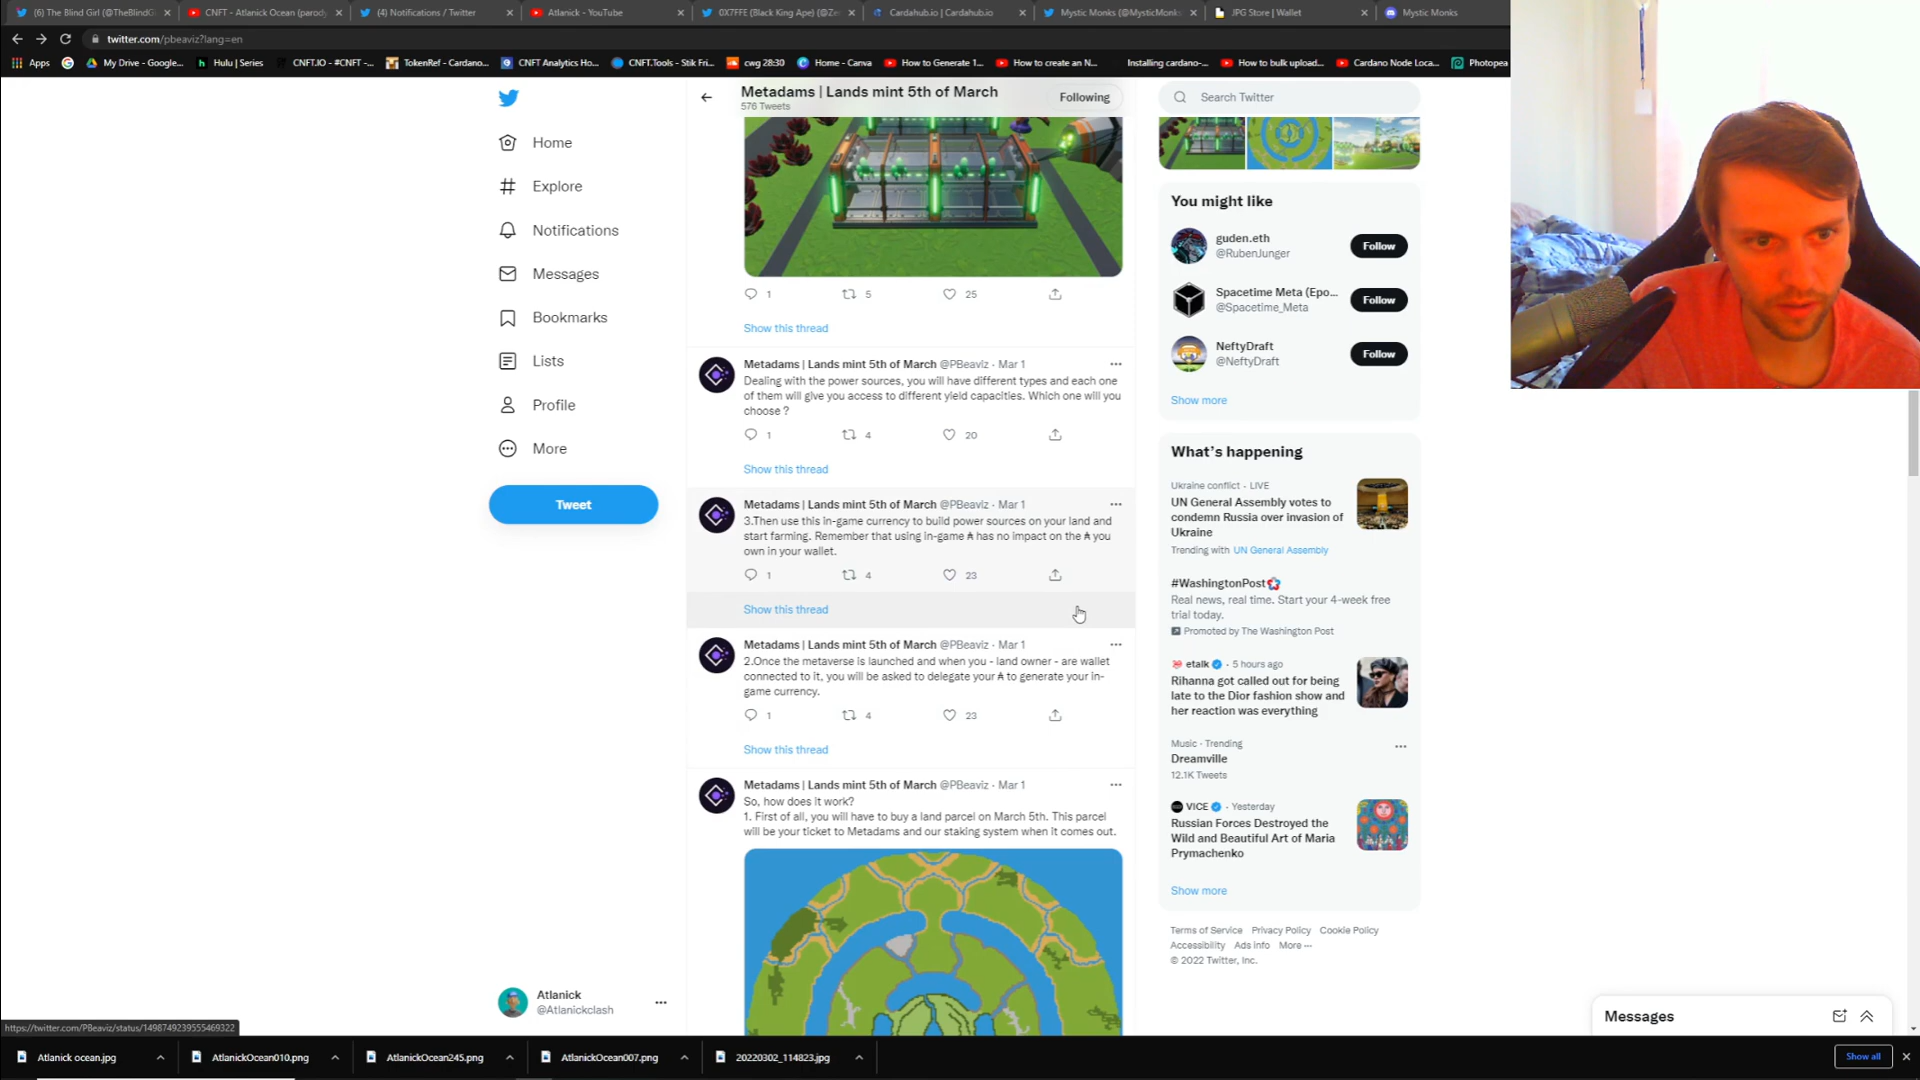 (6) The Blind Girl (@TheBlindG
CNFT - Atlanick Ocean (parod
(4) Notifications / Twitter
Atlanick - YouTube
0X7FFE (Black King Ape) (@Ze
Cardahub.io | Cardahub.io
Mystic Monks (@MysticMonk
JPG Store | Wallet
Mystic Monks
twitter.com/pbeaviz?lang=en
Apps
My Drive - Google...
Hulu | Series
CNFT.IO - #CNFT -...
TokenRef - Cardano...
CNFT Analytics Ho...
CNFT.Tools - Stik Fri...
cwg 28:30
Home - Canva
How to Generate 1...
How to create an N...
Installing cardano-...
How to bulk upload...
Cardano Node Loca...
Photopea
Home
Explore
Notifications
Messages
Bookmarks
Lists
Profile
More
Tweet
Atlanick
@Atlanickclash
Metadams | Lands mint 5th of March
576 Tweets
Following
1 5 25
Show this thread
Metadams | Lands mint 5th of March @PBeaviz · Mar 1
Dealing with the power sources, you will have different types and each one
of them will give you access to different yield capacities. Which one will you
choose ?
1 4 20
Show this thread
Metadams | Lands mint 5th of March @PBeaviz · Mar 1
3.Then use this in-game currency to build power sources on your land and
start farming. Remember that using in-game ₳ has no impact on the ₳ you
own in your wallet.
1 4 23
Show this thread
Metadams | Lands mint 5th of March @PBeaviz · Mar 1
2.Once the metaverse is launched and when you - land owner - are wallet
connected to it, you will be asked to delegate your ₳ to generate your in-
game currency.
1 4 23
Show this thread
Metadams | Lands mint 5th of March @PBeaviz · Mar 1
So, how does it work?
1. First of all, you will have to buy a land parcel on March 5th. This parcel
will be your ticket to Metadams and our staking system when it comes out.
Search Twitter
You might like
guden.eth
@RubenJunger
Follow
Spacetime Meta (Epo...
@Spacetime_Meta
Follow
NeftyDraft
@NeftyDraft
Follow
Show more
What's happening
Ukraine conflict · LIVE
UN General Assembly votes to
condemn Russia over invasion of
Ukraine
Trending with UN General Assembly
#WashingtonPost
Real news, real time. Start your 4-week free
trial today.
Promoted by The Washington Post
etalk · 5 hours ago
Rihanna got called out for being
late to the Dior fashion show and
her reaction was everything
Music · Trending
Dreamville
12.1K Tweets
VICE · Yesterday
Russian Forces Destroyed the
Wild and Beautiful Art of Maria
Prymachenko
Show more
Terms of Service Privacy Policy Cookie Policy
Accessibility Ads info More ···
© 2022 Twitter, Inc.
Messages
https://twitter.com/PBeaviz/status/1498749239555469322
Atlanick ocean.jpg
AtlanickOcean010.png
AtlanickOcean245.png
AtlanickOcean007.png
20220302_114823.jpg
Show all